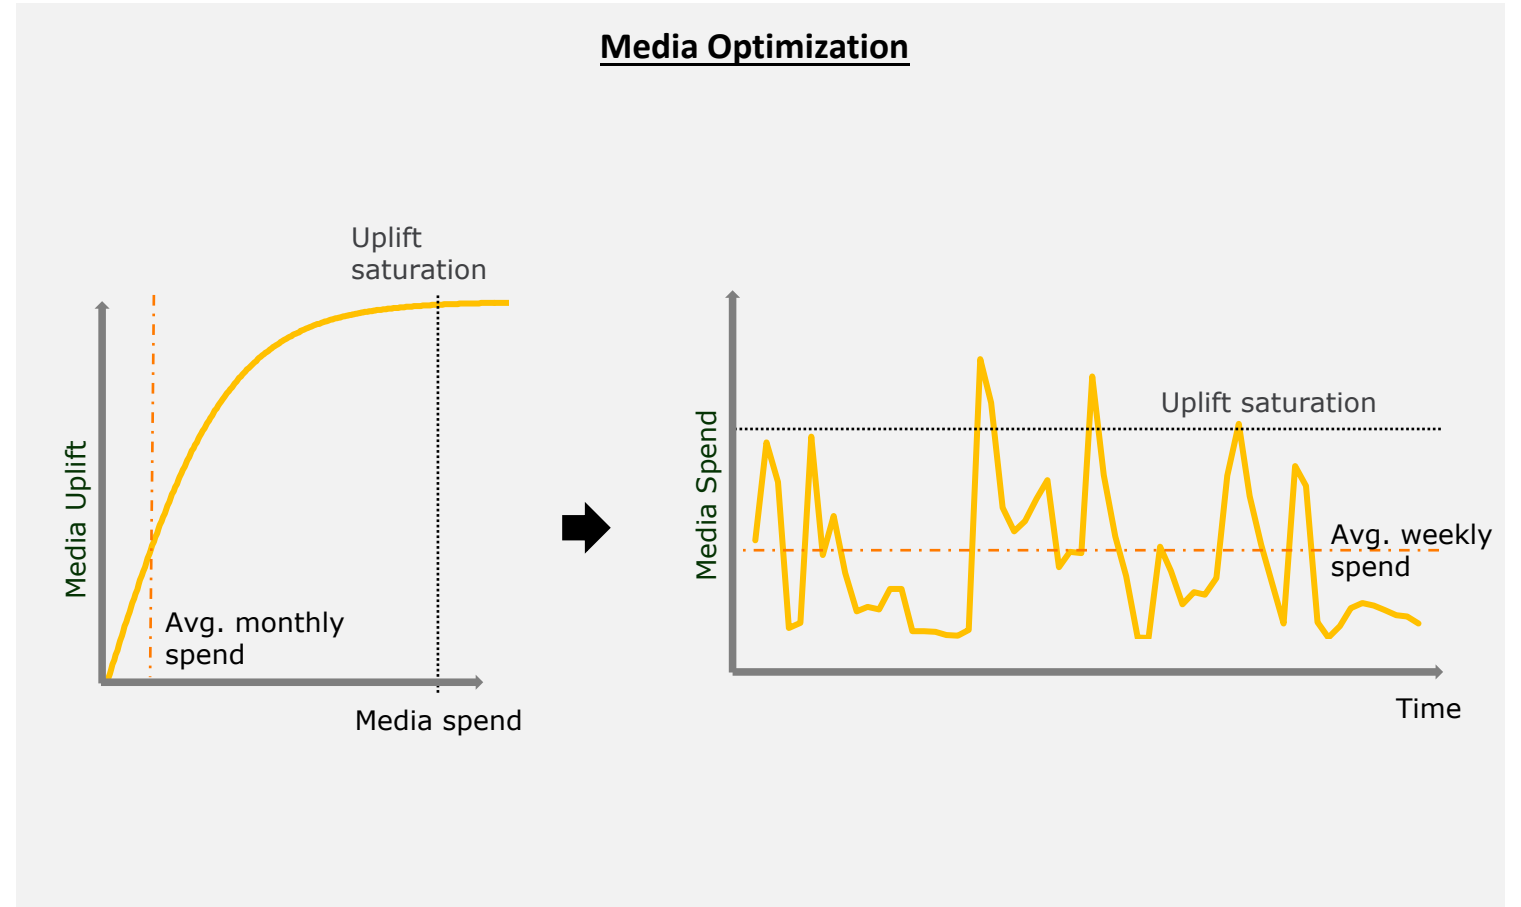 Media Optimization
Uplift
saturation
Media Uplift
Avg. monthly
spend
Media spend
Media Spend
Uplift saturation
Avg. weekly
spend
Time